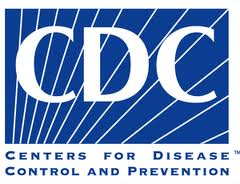 CDC
CENTERS FOR DISEASE™
CONTROL AND PREVENTION